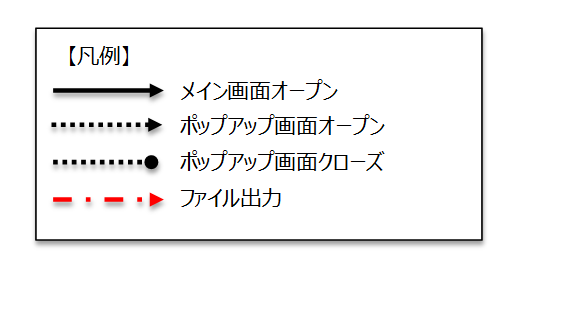 【凡例】
メイン画面オープン
ポップアップ画面オープン
ポップアップ画面クローズ
ファイル出力